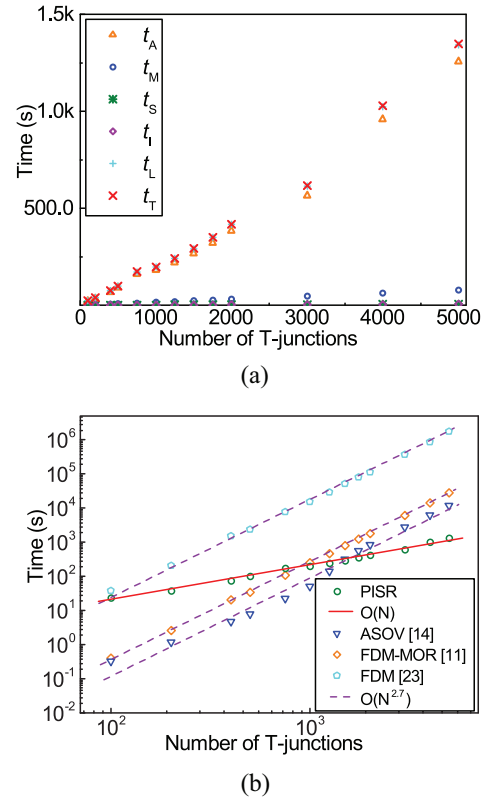 1.5k
1.0k
500.0
Time (s)
t_A
t_M
t_S
t_I
t_L
t_T
0 1000 2000 3000 4000 5000
Number of T-junctions
(a)
10^6
10^5
10^4
10^3
10^2
10^1
10^0
10^-1
10^-2
Time (s)
PISR
O(N)
ASOV [14]
FDM-MOR [11]
FDM [23]
O(N^2.7)
10^2 10^3
Number of T-junctions
(b)